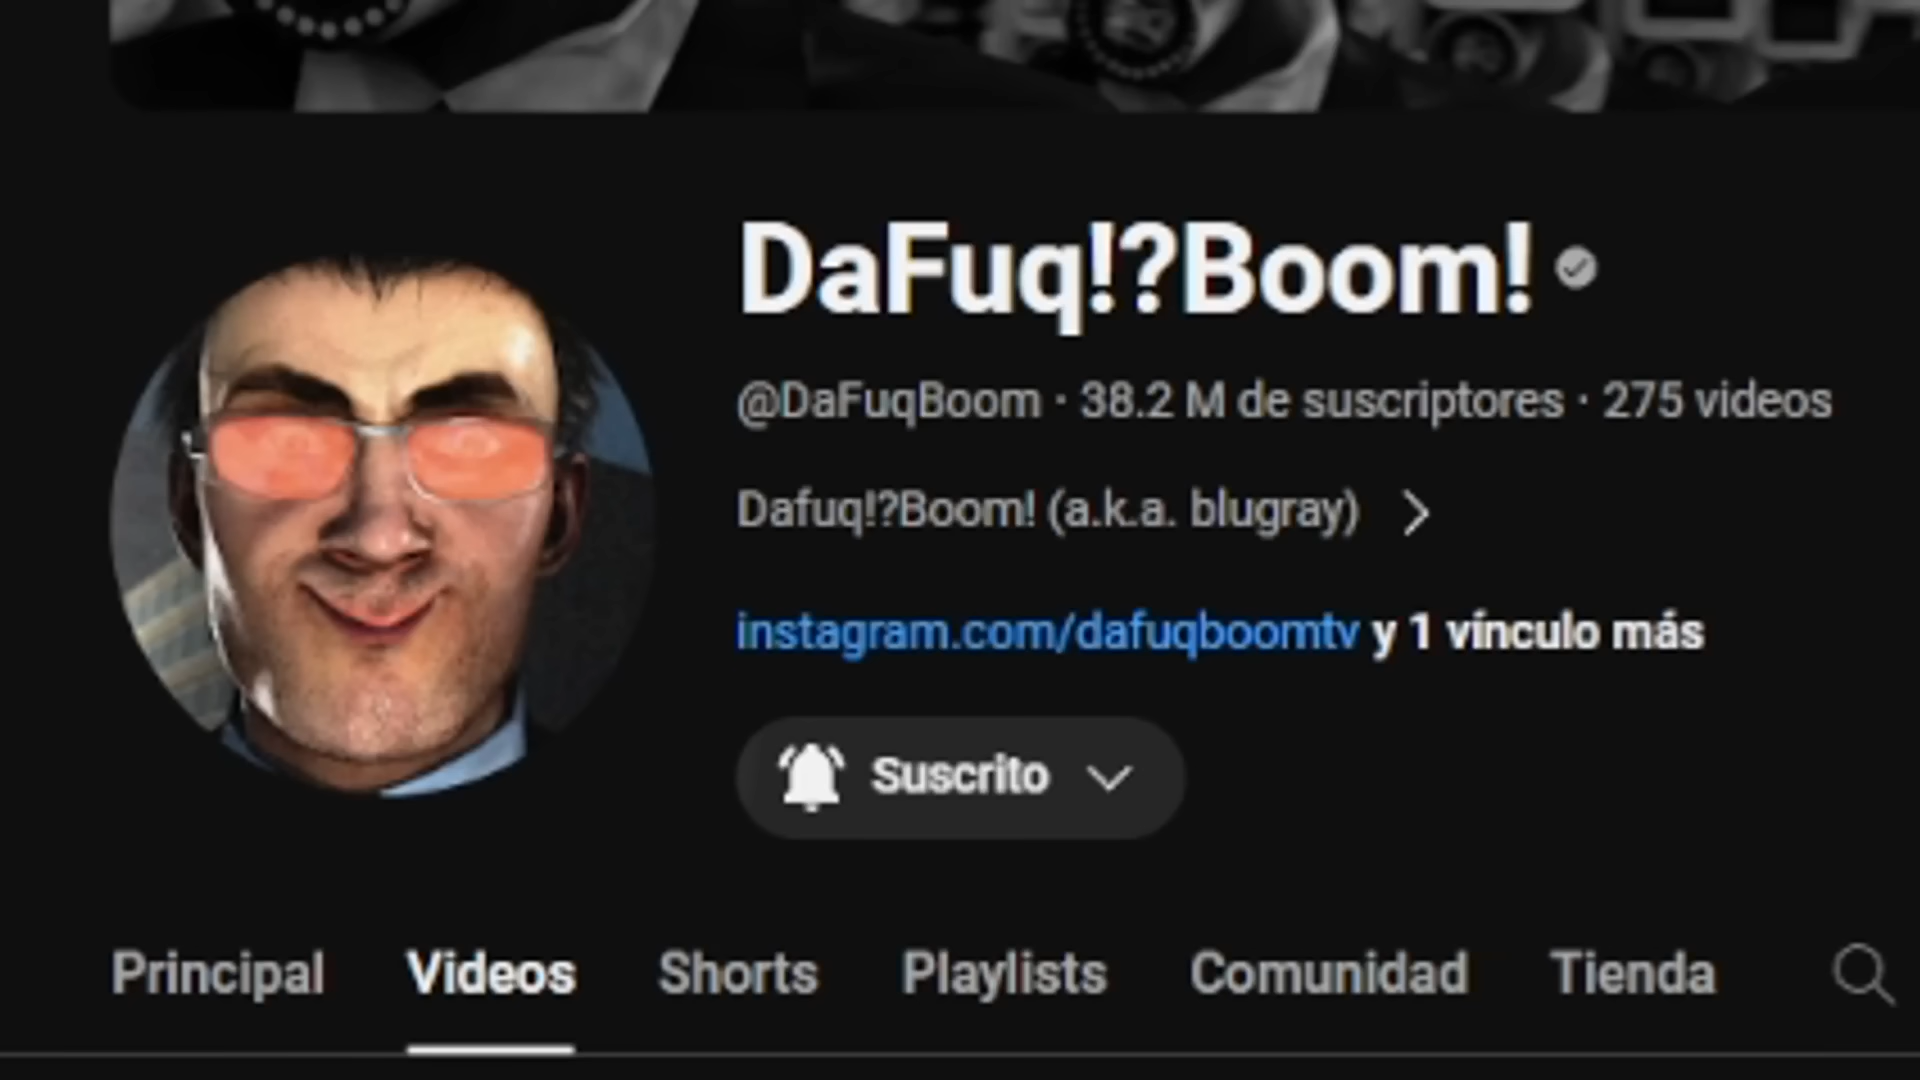 DaFuq!?Boom!
@DaFuqBoom · 38.2 M de suscriptores · 275 videos
Dafuq!?Boom! (a.k.a. blugray)
instagram.com/dafuqboomtv y 1 vínculo más
Suscrito
Principal Videos Shorts Playlists Comunidad Tienda